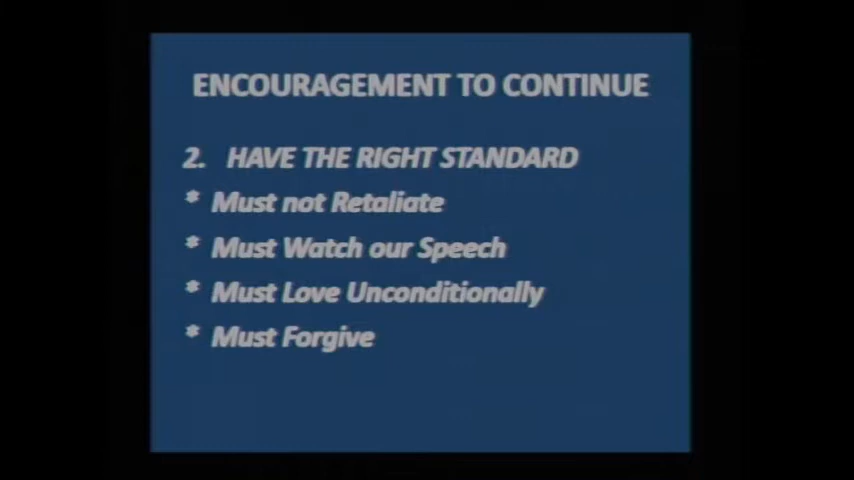 ENCOURAGEMENT TO CONTINUE
2. HAVE THE RIGHT STANDARD
* Must not Retaliate
* Must Watch our Speech
* Must Love Unconditionally
* Must Forgive